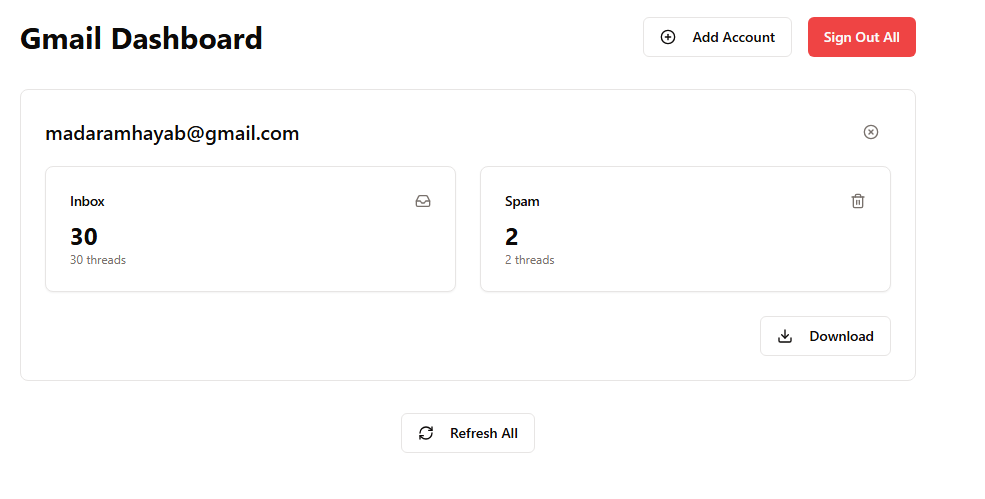 Gmail Dashboard
Add Account
Sign Out All
madaramhayab@gmail.com
Inbox
30
30 threads
Spam
2
2 threads
Download
Refresh All